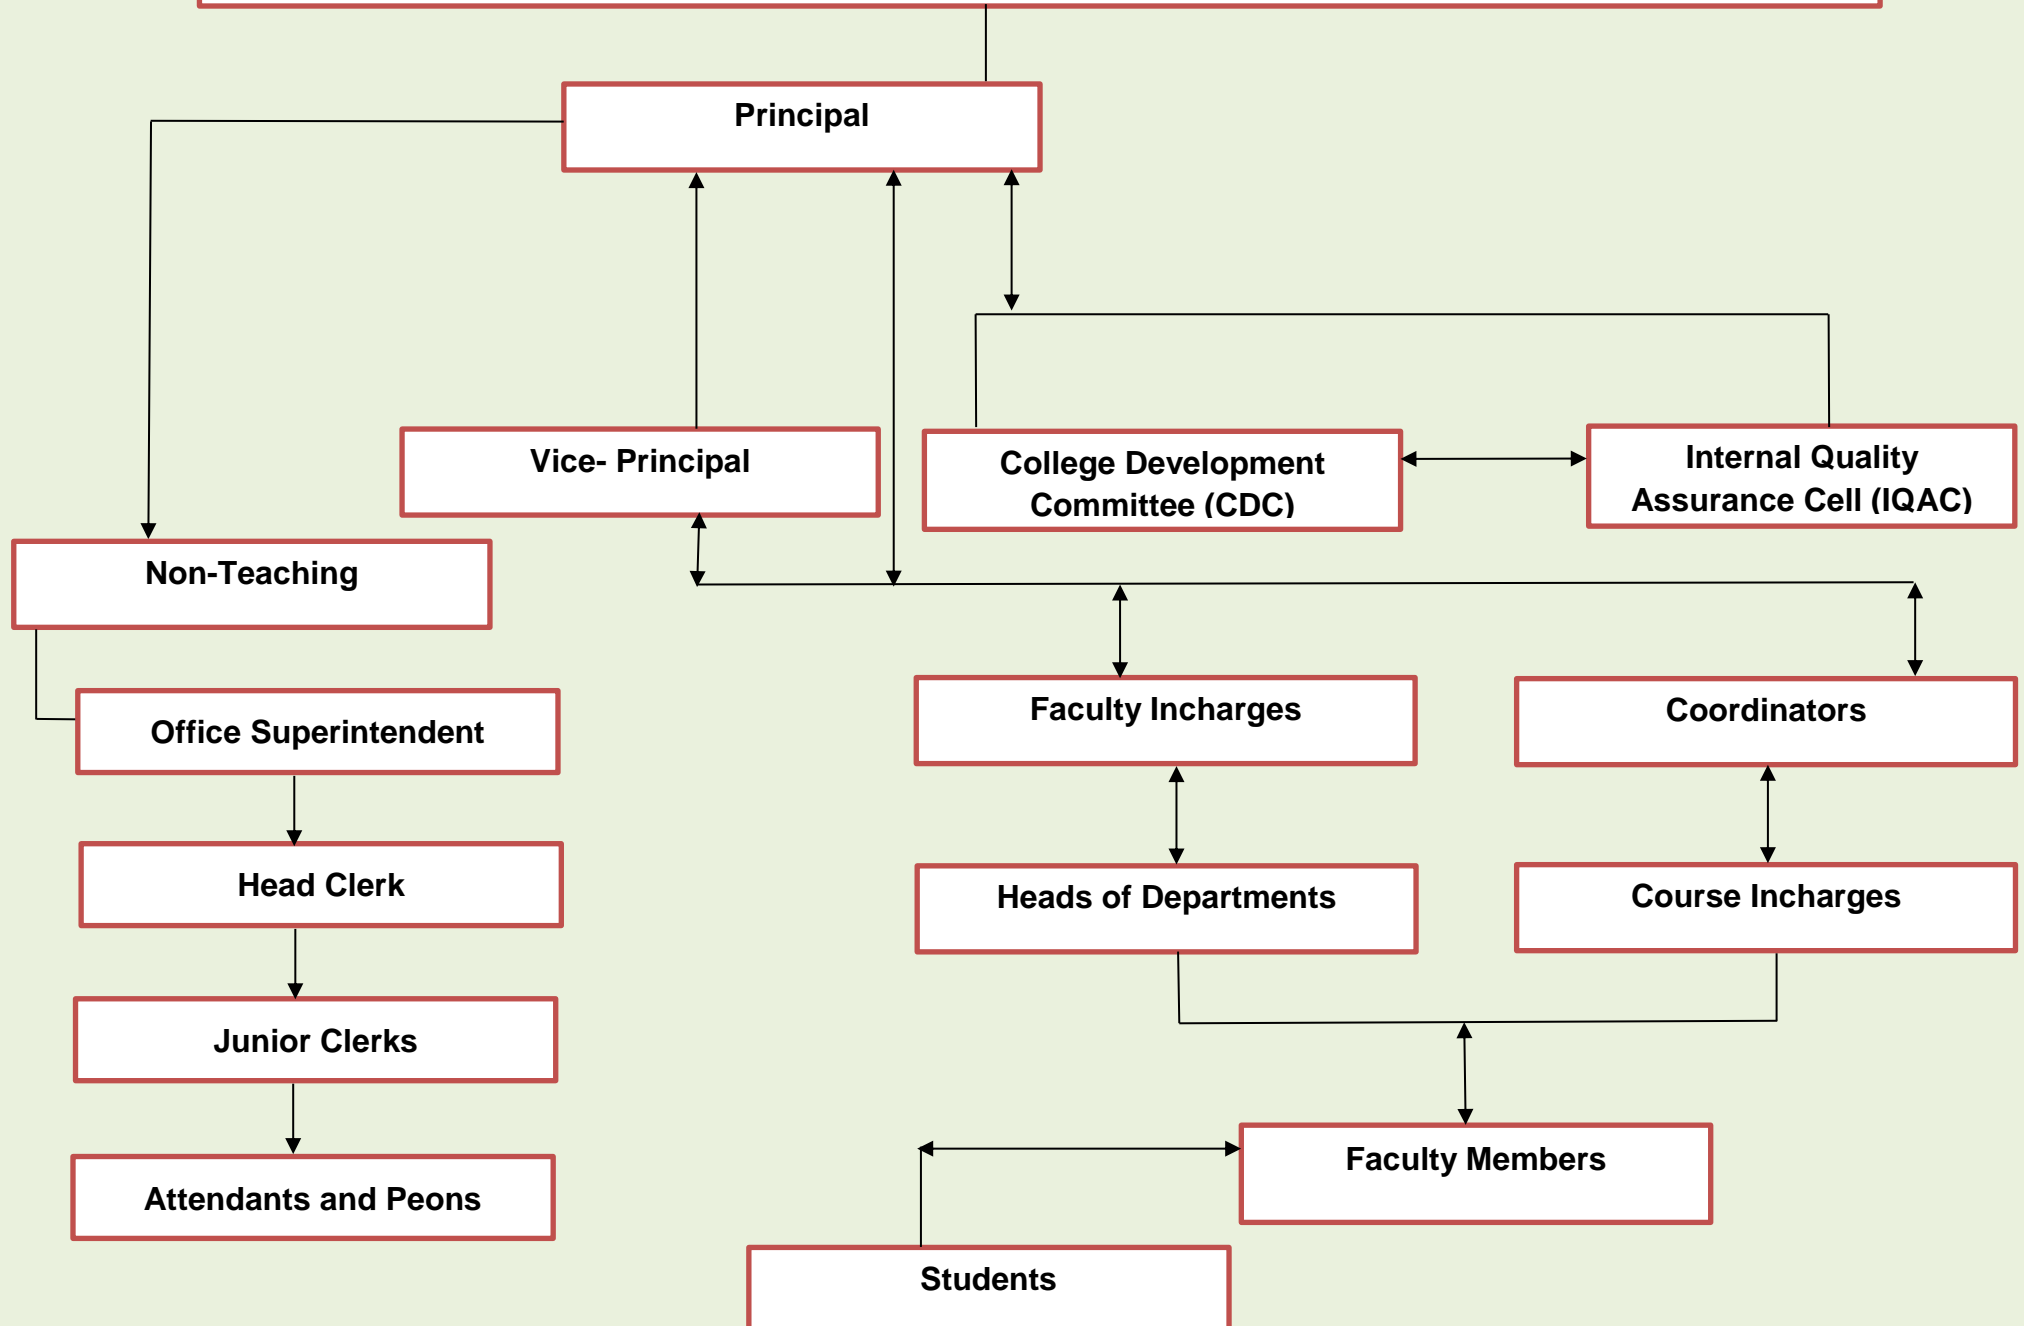 Principal
Vice- Principal
College Development
Committee (CDC)
Internal Quality
Assurance Cell (IQAC)
Non-Teaching
Office Superintendent
Faculty Incharges
Coordinators
Head Clerk
Heads of Departments
Course Incharges
Junior Clerks
Faculty Members
Attendants and Peons
Students